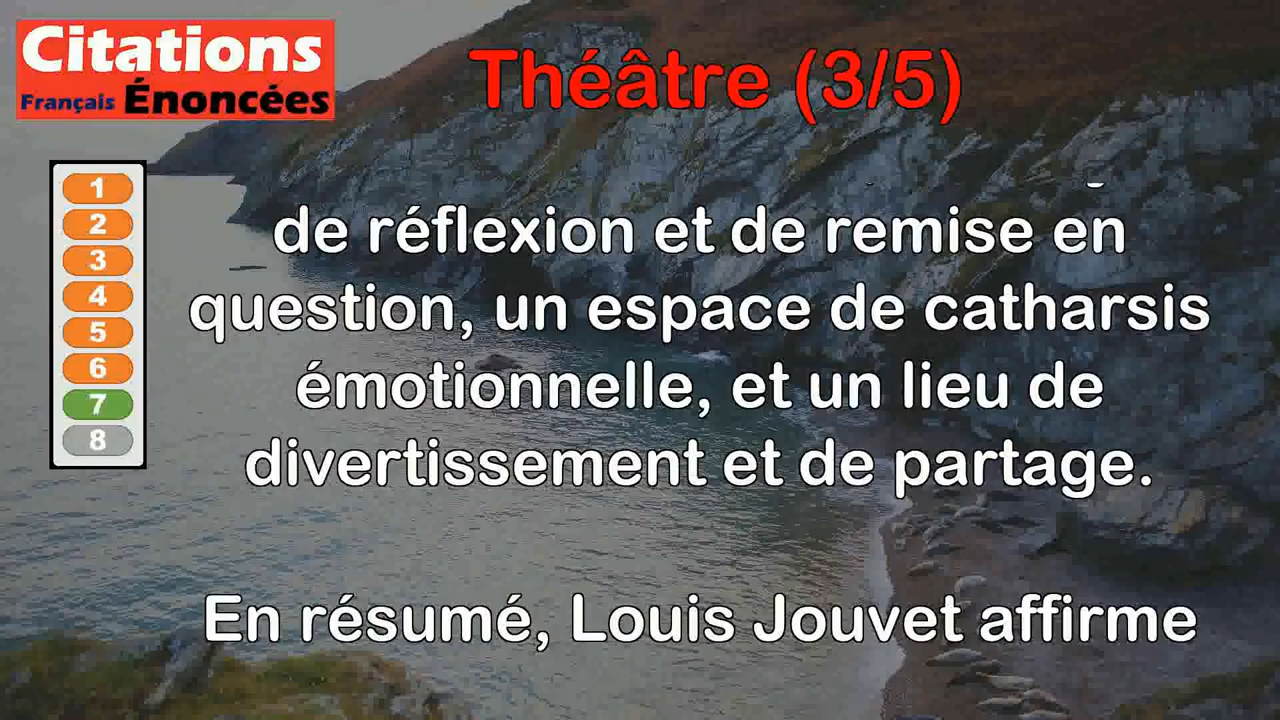 Citations
Français Énoncées
Théâtre (3/5)
1
2
3
4
5
6
7
8
de réflexion et de remise en
question, un espace de catharsis
émotionnelle, et un lieu de
divertissement et de partage.
En résumé, Louis Jouvet affirme